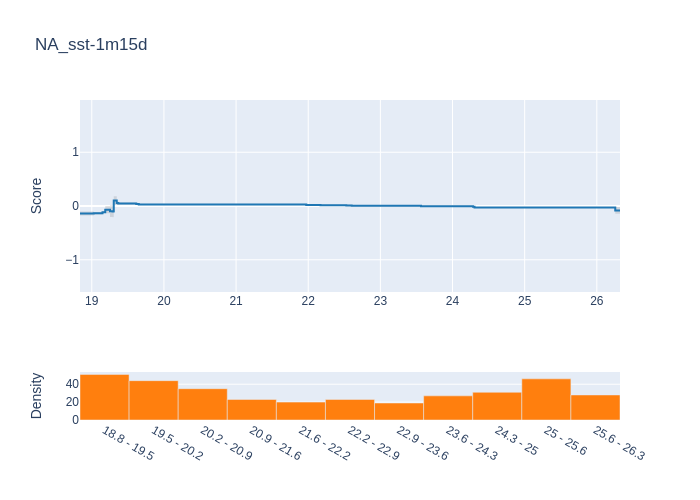 NA_sst-1m15d
Score
1
0
−1
19 20 21 22 23 24 25 26
Density
40
20
0
18.8 - 19.5
19.5 - 20.2
20.2 - 20.9
20.9 - 21.6
21.6 - 22.2
22.2 - 22.9
22.9 - 23.6
23.6 - 24.3
24.3 - 25
25 - 25.6
25.6 - 26.3